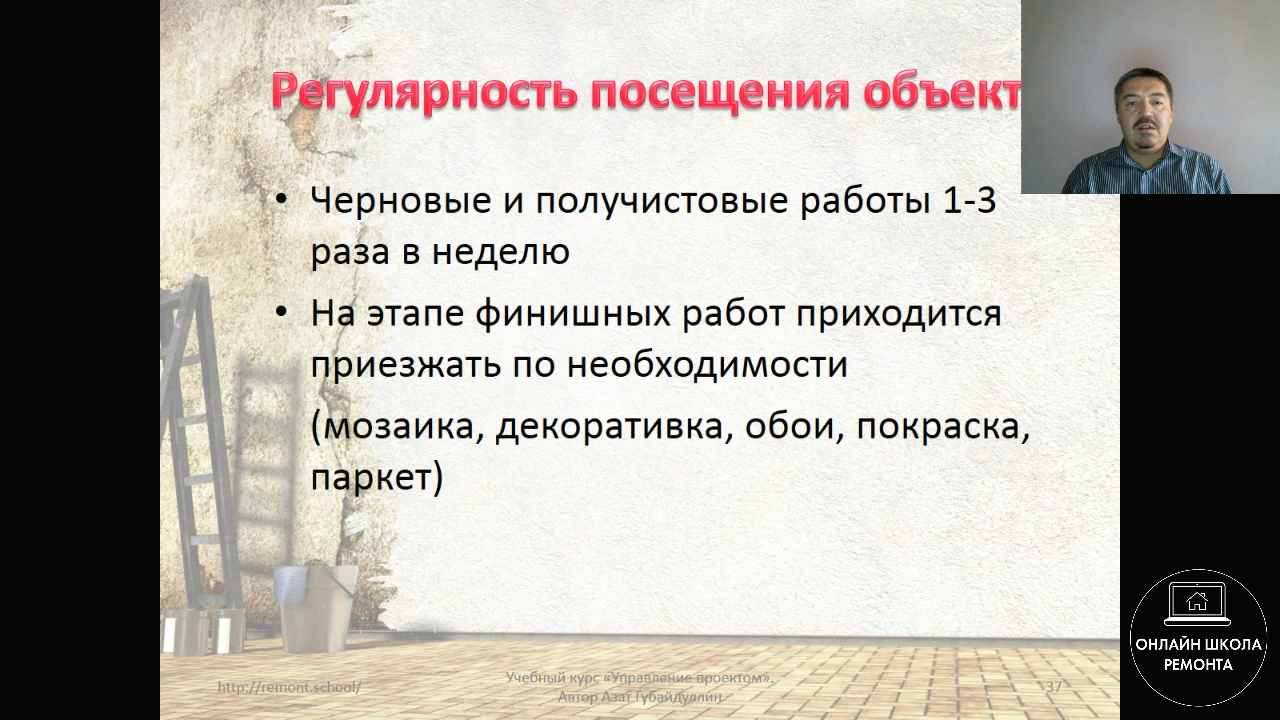 Регулярность посещения объект
• Черновые и получистовые работы 1-3
раза в неделю
• На этапе финишных работ приходится
приезжать по необходимости
(мозаика, декоративка, обои, покраска,
паркет)
http://remont.school/
Учебный курс «Управление проектом».
Автор Азат Губайдуллин
37
ОНЛАЙН ШКОЛА
РЕМОНТА